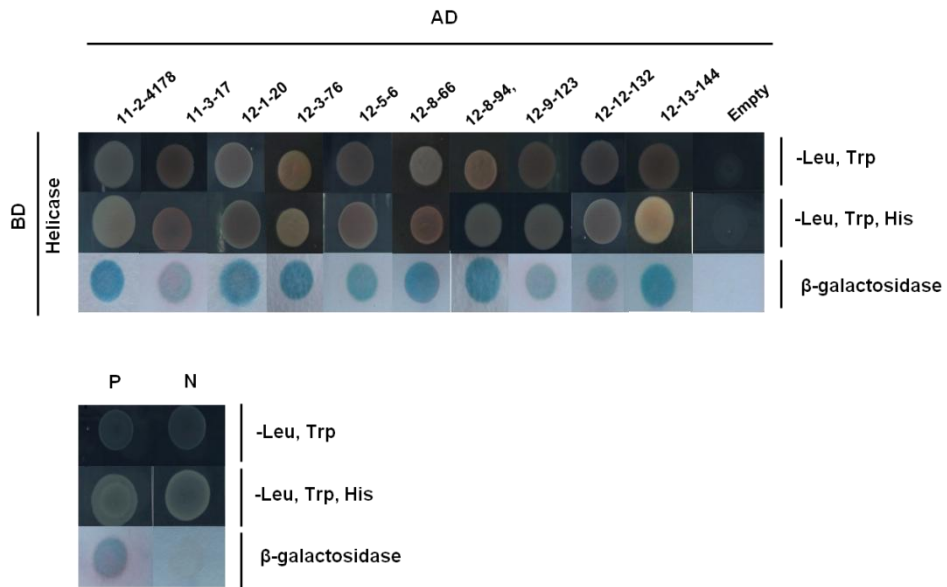 AD
11-2-4178 11-3-17 12-1-20 12-3-76 12-5-6 12-8-66 12-8-94, 12-9-123 12-12-132 12-13-144 Empty
BD
Helicase
-Leu, Trp
-Leu, Trp, His
β-galactosidase
P N
-Leu, Trp
-Leu, Trp, His
β-galactosidase